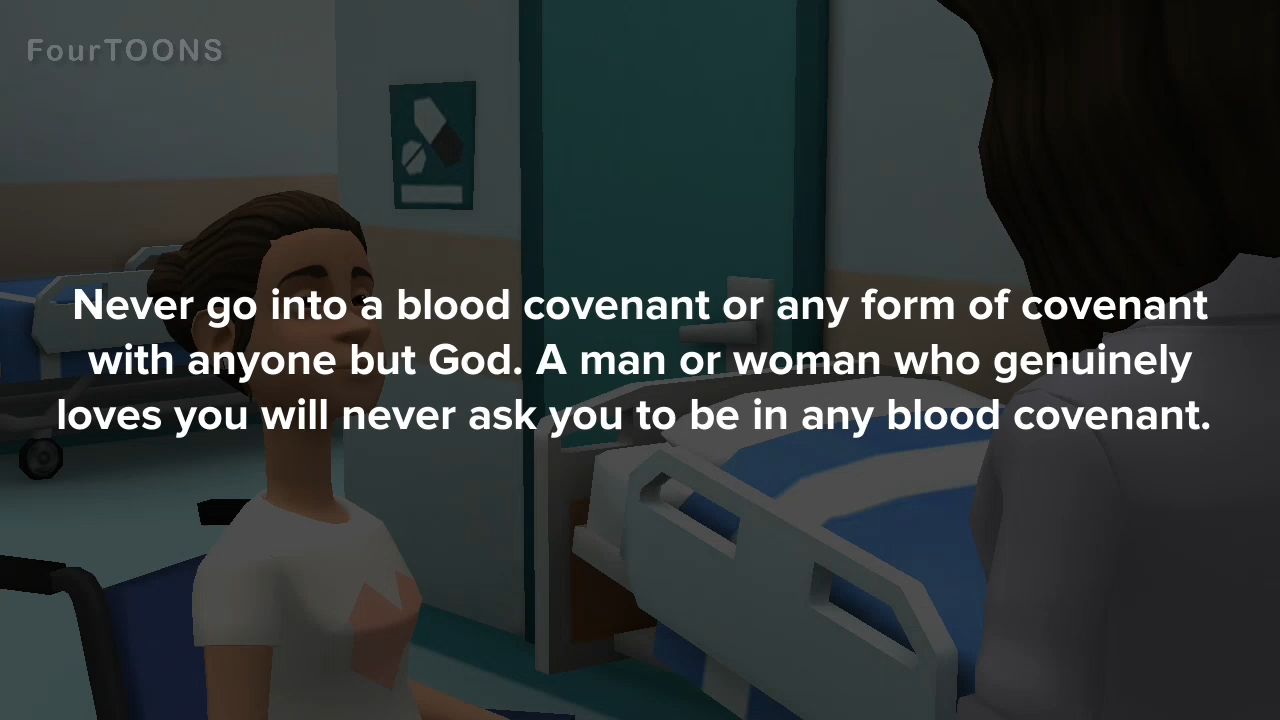 FourTOONS
Never go into a blood covenant or any form of covenant
with anyone but God. A man or woman who genuinely
loves you will never ask you to be in any blood covenant.